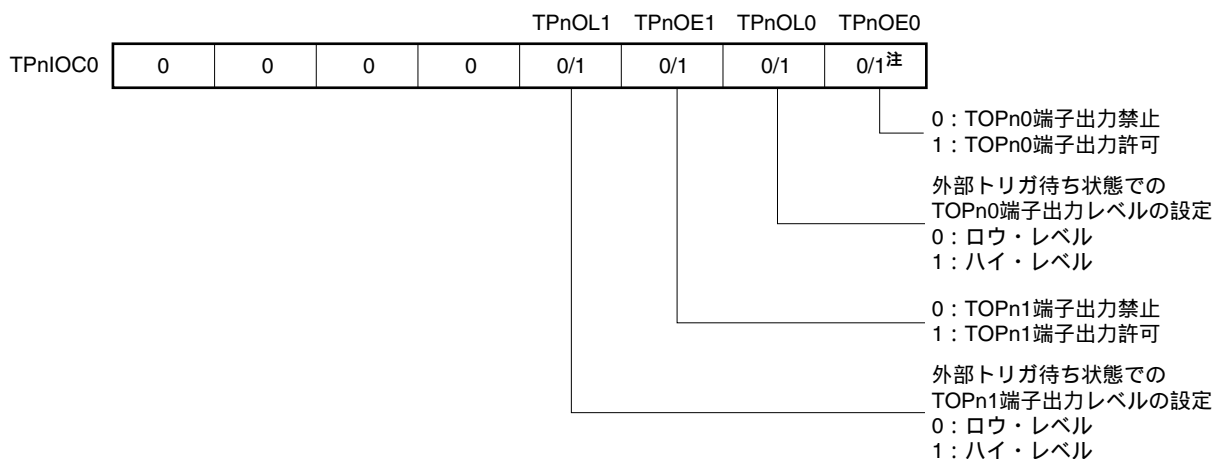 TPnOL1 TPnOE1 TPnOL0 TPnOE0
TPnIOC0 0 0 0 0 0/1 0/1 0/1 0/1注
0：TOPn0端子出力禁止
1：TOPn0端子出力許可
外部トリガ待ち状態での
TOPn0端子出力レベルの設定
0：ロウ・レベル
1：ハイ・レベル
0：TOPn1端子出力禁止
1：TOPn1端子出力許可
外部トリガ待ち状態での
TOPn1端子出力レベルの設定
0：ロウ・レベル
1：ハイ・レベル